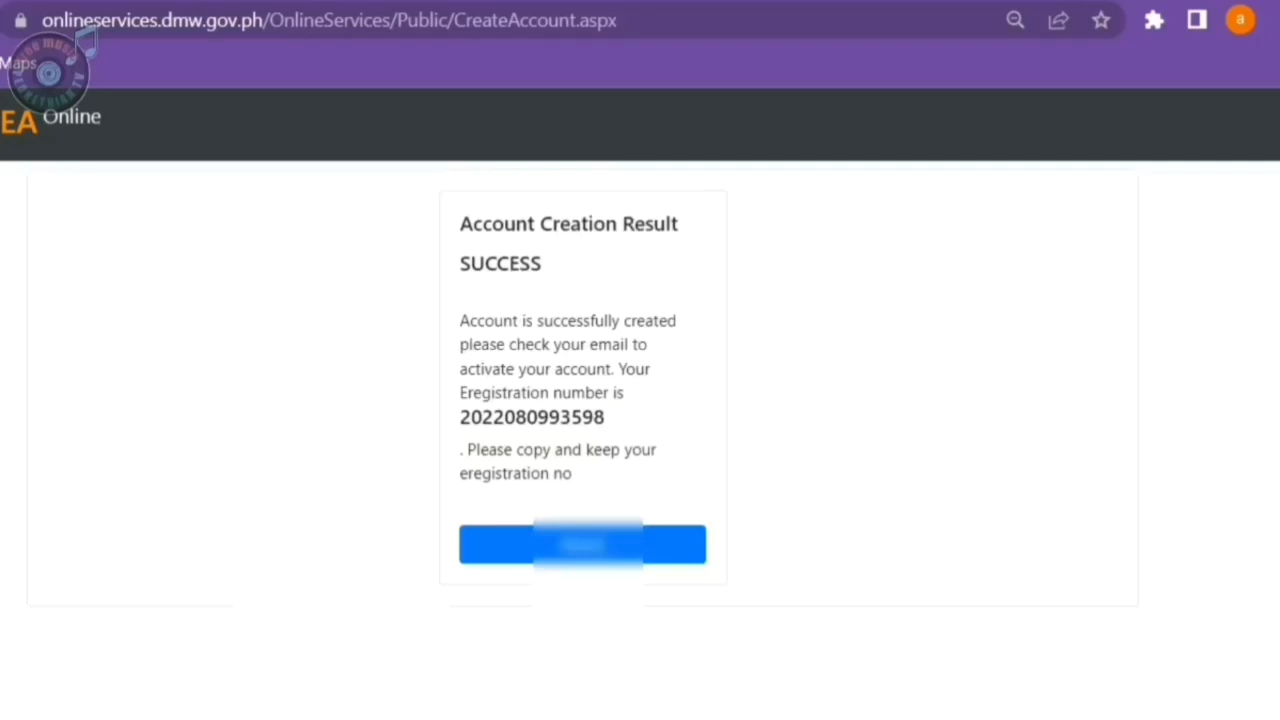 onlineservices.dmw.gov.ph/OnlineServices/Public/CreateAccount.aspx
a
Maps
EA Online
Account Creation Result
SUCCESS
Account is successfully created
please check your email to
activate your account. Your
Eregistration number is
2022080993598
. Please copy and keep your
eregistration no